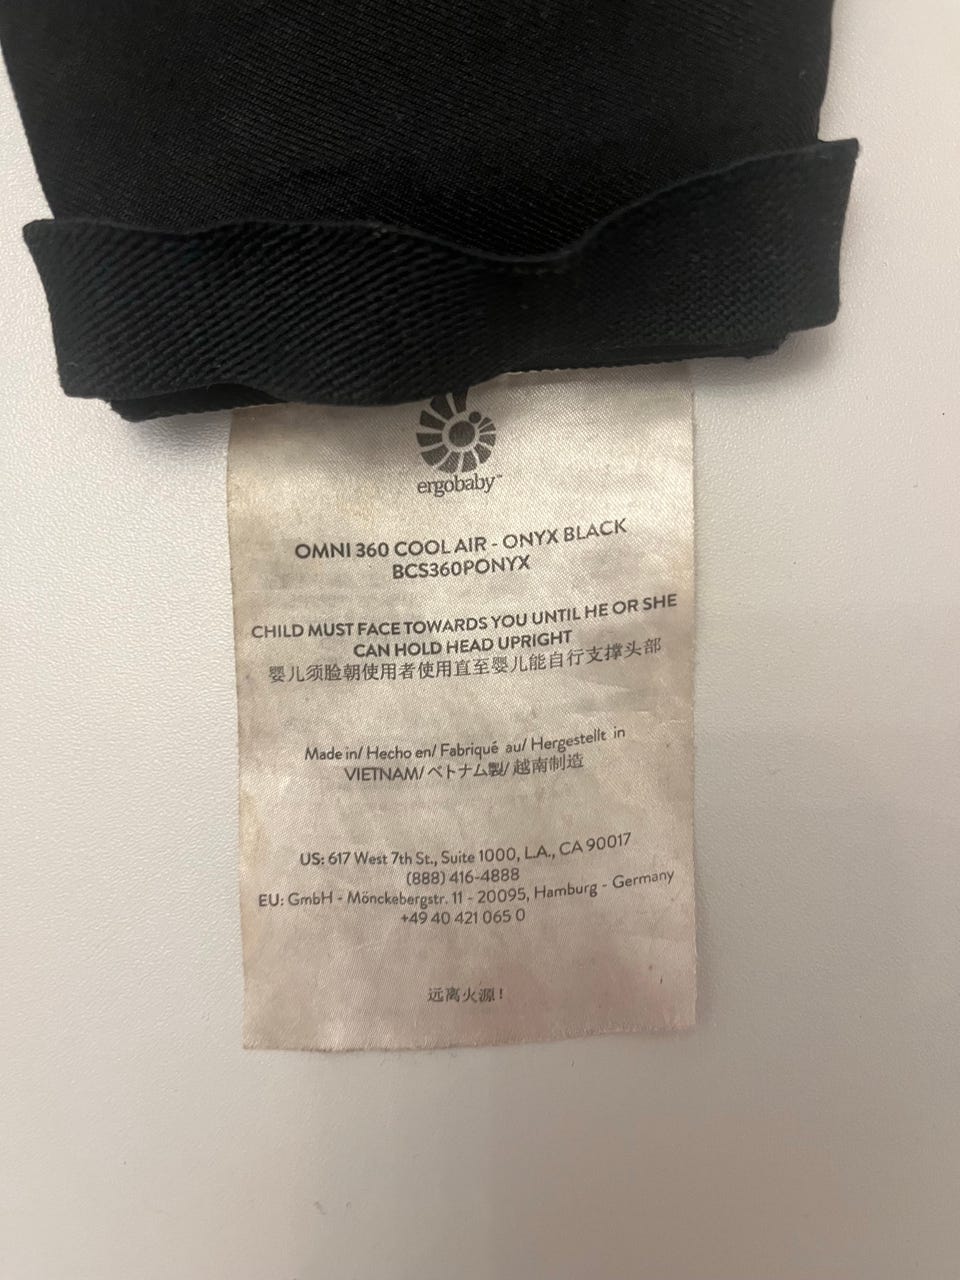 ergobaby™
OMNI 360 COOL AIR - ONYX BLACK
BCS360PONYX
CHILD MUST FACE TOWARDS YOU UNTIL HE OR SHE
CAN HOLD HEAD UPRIGHT
婴儿须脸朝使用者使用直至婴儿能自行支撑头部
Made in/ Hecho en/ Fabriqué au/ Hergestellt in
VIETNAM/ベトナム製/越南制造
US: 617 West 7th St., Suite 1000, L.A., CA 90017
(888) 416-4888
EU: GmbH - Mönckebergstr. 11 - 20095, Hamburg - Germany
+49 40 421 065 0
远离火源!